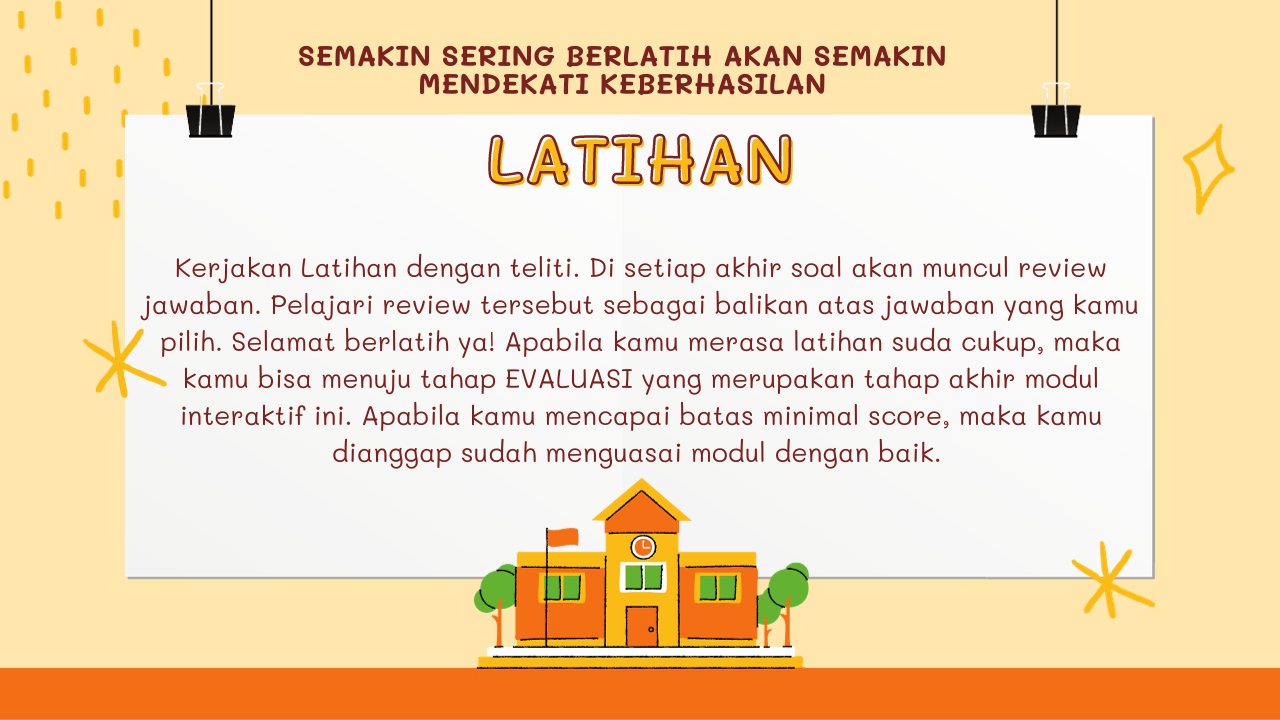 SEMAKIN SERING BERLATIH AKAN SEMAKIN
MENDEKATI KEBERHASILAN
LATIHAN
Kerjakan Latihan dengan teliti. Di setiap akhir soal akan muncul review
jawaban. Pelajari review tersebut sebagai balikan atas jawaban yang kamu
pilih. Selamat berlatih ya! Apabila kamu merasa latihan suda cukup, maka
kamu bisa menuju tahap EVALUASI yang merupakan tahap akhir modul
interaktif ini. Apabila kamu mencapai batas minimal score, maka kamu
dianggap sudah menguasai modul dengan baik.